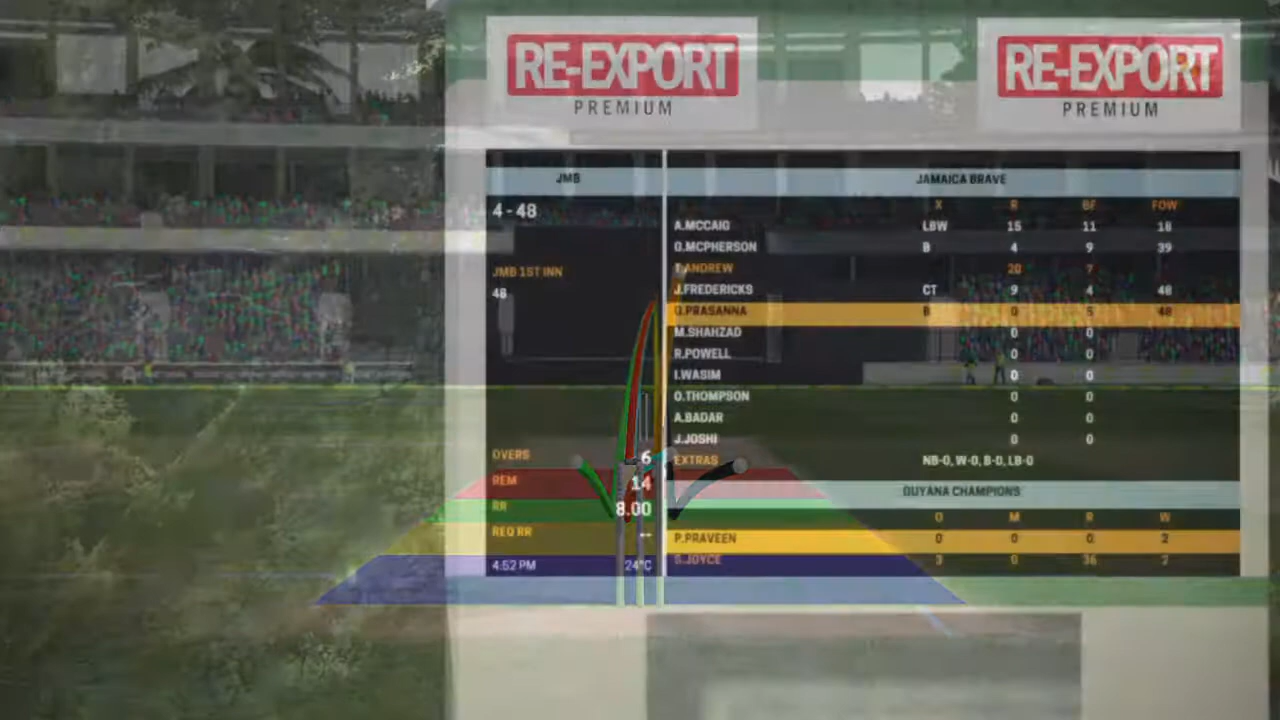 RE-EXPORT
PREMIUM
RE-EXPORT
PREMIUM
JMB
4 - 48
JMB 1ST INN
48
OVERS 6
REM 14
RR 8.00
REQ RR --
4:52 PM 24°C
JAMAICA BRAVE
X R BF FOW
A.MCCAIG LBW 15 11 18
G.MCPHERSON B 4 9 39
T.ANDREW 20 7
J.FREDERICKS CT 9 4 48
PRASANNA B 0 5 48
M.SHAHZAD 0 0
R.POWELL 0 0
I.WASIM 0 0
O.THOMPSON 0 0
A.BADAR 0 0
J.JOSHI 0 0
EXTRAS NB-0, W-0, B-0, LB-0
GUYANA CHAMPIONS
O M R W
P.PRAVEEN 0 0 0 2
S.JOYCE 3 0 36 2